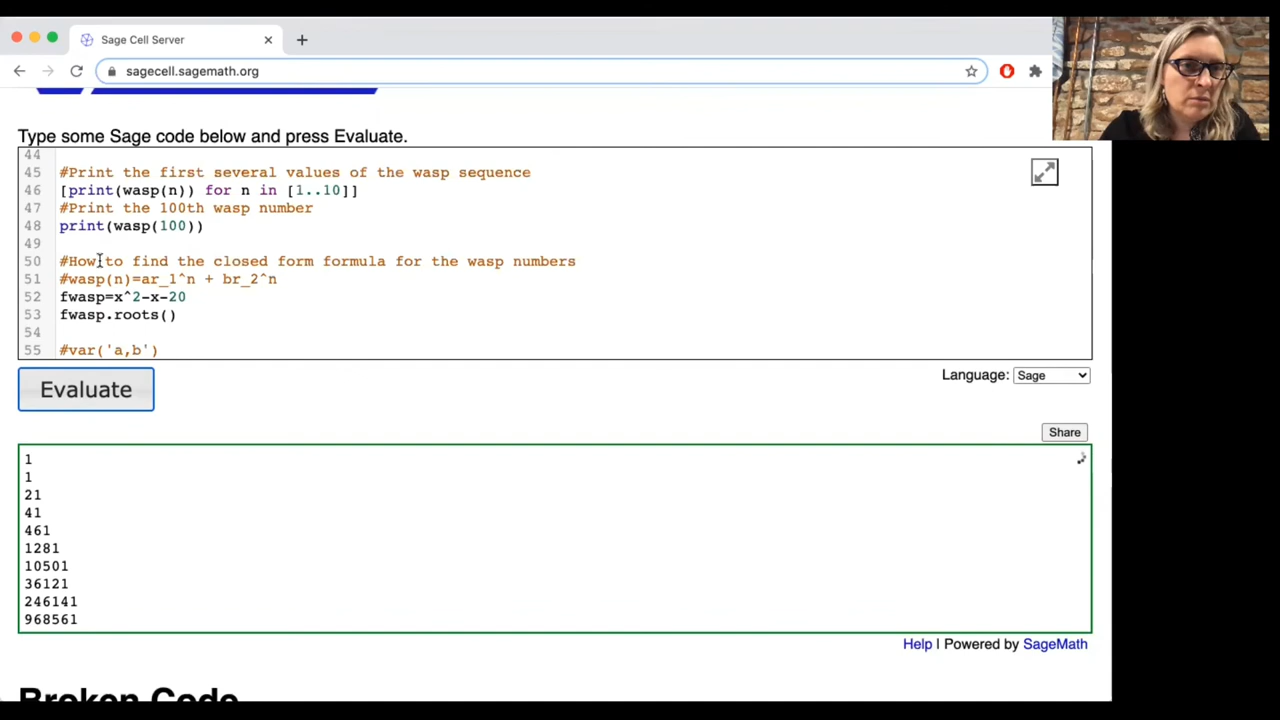 Sage Cell Server
sagecell.sagemath.org
Type some Sage code below and press Evaluate.
44
45 #Print the first several values of the wasp sequence
46 [print(wasp(n)) for n in [1..10]]
47 #Print the 100th wasp number
48 print(wasp(100))
49
50 #How to find the closed form formula for the wasp numbers
51 #wasp(n)=ar_1^n + br_2^n
52 fwasp=x^2-x-20
53 fwasp.roots()
54
55 #var('a,b')
Evaluate
Language: Sage
Share
1
1
21
41
461
1281
10501
36121
246141
968561
Help | Powered by SageMath
Broken Code